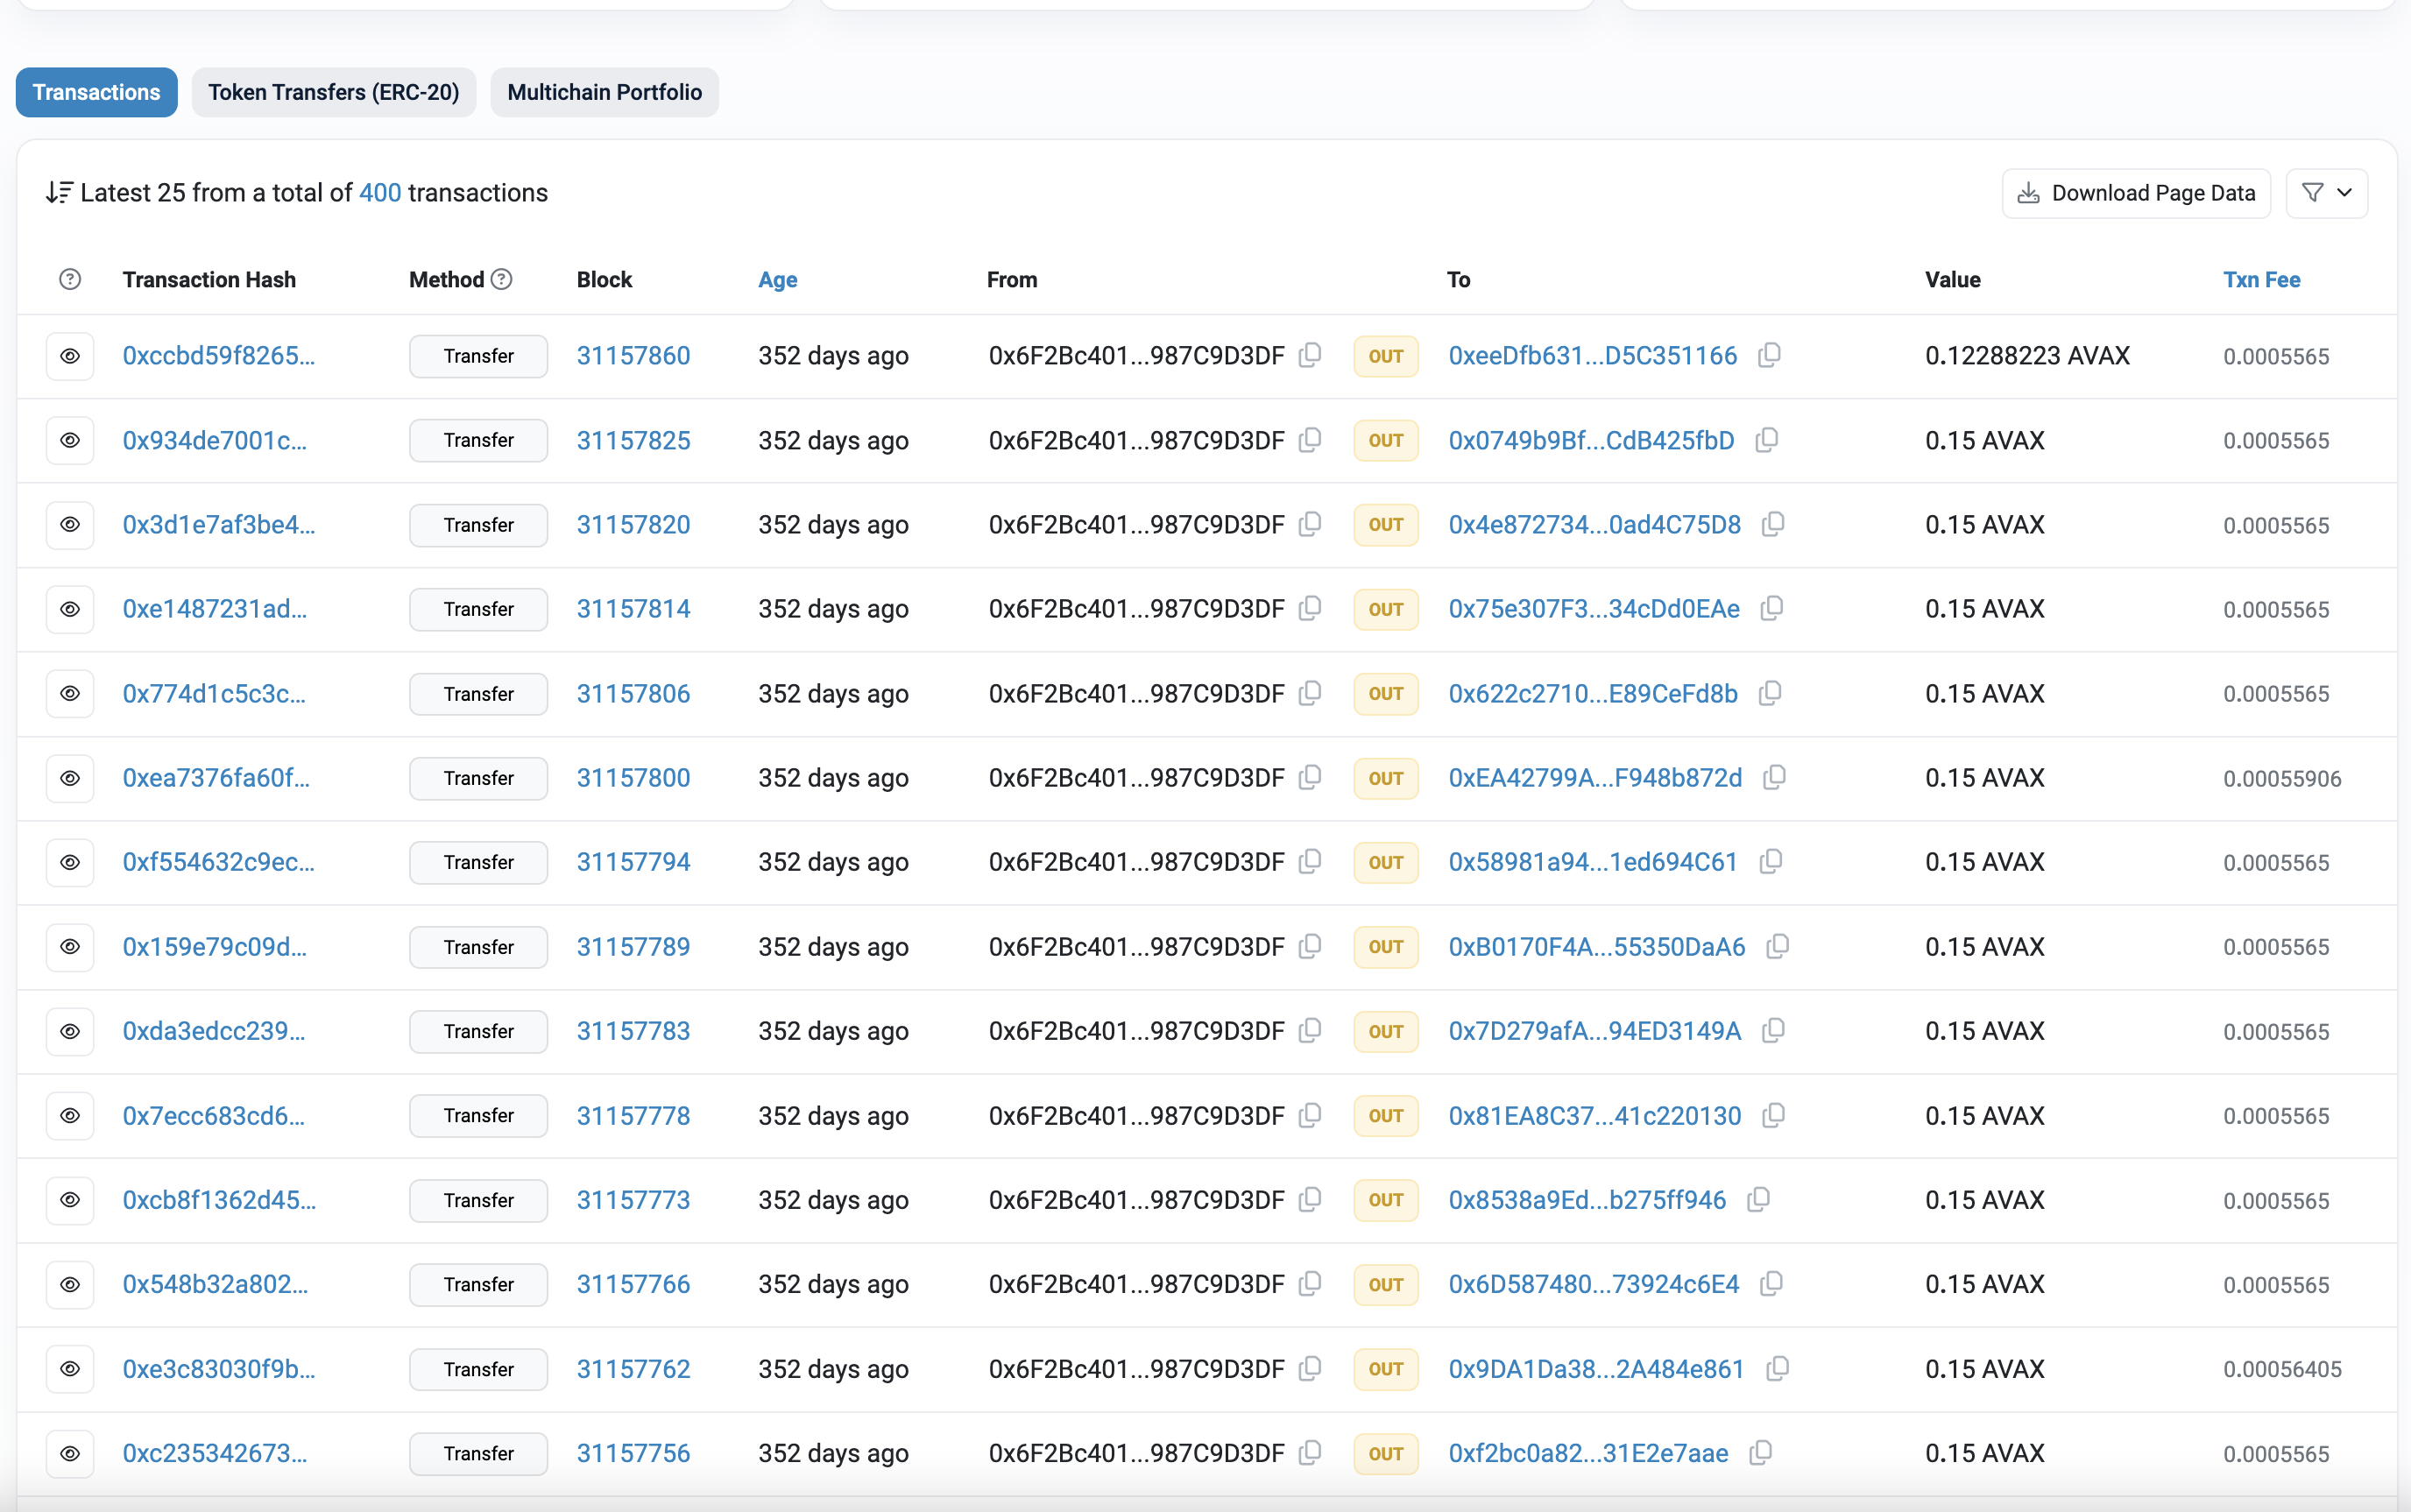 Transactions Token Transfers (ERC-20) Multichain Portfolio
Latest 25 from a total of 400 transactions Download Page Data
Transaction Hash Method Block Age From To Value Txn Fee
0xccbd59f8265... Transfer 31157860 352 days ago 0x6F2Bc401...987C9D3DF OUT 0xeeDfb631...D5C351166 0.12288223 AVAX 0.0005565
0x934de7001c... Transfer 31157825 352 days ago 0x6F2Bc401...987C9D3DF OUT 0x0749b9Bf...CdB425fbD 0.15 AVAX 0.0005565
0x3d1e7af3be4... Transfer 31157820 352 days ago 0x6F2Bc401...987C9D3DF OUT 0x4e872734...0ad4C75D8 0.15 AVAX 0.0005565
0xe1487231ad... Transfer 31157814 352 days ago 0x6F2Bc401...987C9D3DF OUT 0x75e307F3...34cDd0EAe 0.15 AVAX 0.0005565
0x774d1c5c3c... Transfer 31157806 352 days ago 0x6F2Bc401...987C9D3DF OUT 0x622c2710...E89CeFd8b 0.15 AVAX 0.0005565
0xea7376fa60f... Transfer 31157800 352 days ago 0x6F2Bc401...987C9D3DF OUT 0xEA42799A...F948b872d 0.15 AVAX 0.00055906
0xf554632c9ec... Transfer 31157794 352 days ago 0x6F2Bc401...987C9D3DF OUT 0x58981a94...1ed694C61 0.15 AVAX 0.0005565
0x159e79c09d... Transfer 31157789 352 days ago 0x6F2Bc401...987C9D3DF OUT 0xB0170F4A...55350DaA6 0.15 AVAX 0.0005565
0xda3edcc239... Transfer 31157783 352 days ago 0x6F2Bc401...987C9D3DF OUT 0x7D279afA...94ED3149A 0.15 AVAX 0.0005565
0x7ecc683cd6... Transfer 31157778 352 days ago 0x6F2Bc401...987C9D3DF OUT 0x81EA8C37...41c220130 0.15 AVAX 0.0005565
0xcb8f1362d45... Transfer 31157773 352 days ago 0x6F2Bc401...987C9D3DF OUT 0x8538a9Ed...b275ff946 0.15 AVAX 0.0005565
0x548b32a802... Transfer 31157766 352 days ago 0x6F2Bc401...987C9D3DF OUT 0x6D587480...73924c6E4 0.15 AVAX 0.0005565
0xe3c83030f9b... Transfer 31157762 352 days ago 0x6F2Bc401...987C9D3DF OUT 0x9DA1Da38...2A484e861 0.15 AVAX 0.00056405
0xc235342673... Transfer 31157756 352 days ago 0x6F2Bc401...987C9D3DF OUT 0xf2bc0a82...31E2e7aae 0.15 AVAX 0.0005565